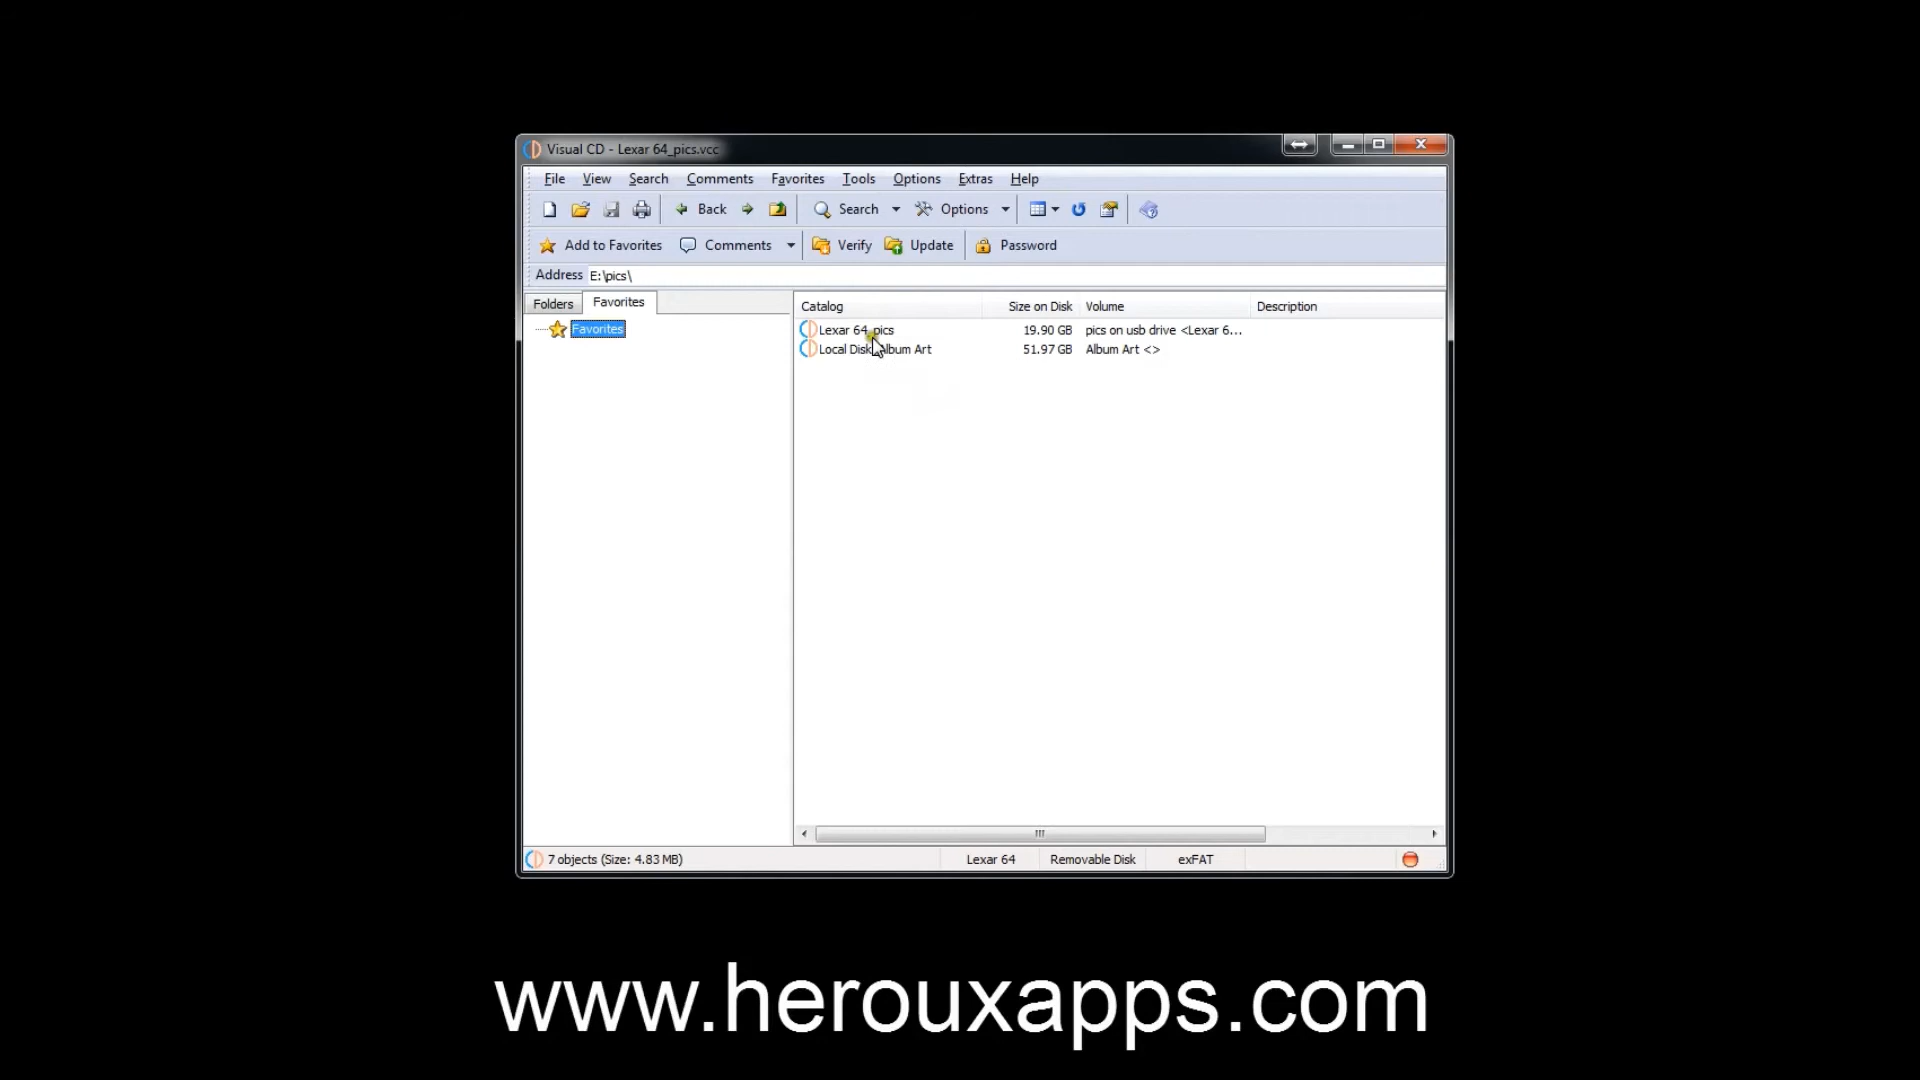 Visual CD - Lexar 64_pics.vcc
File View Search Comments Favorites Tools Options Extras Help
Back Search Options
Add to Favorites Comments Verify Update Password
Address E:\pics\
Folders Favorites
Favorites
Catalog Size on Disk Volume Description
Lexar 64_pics 19.90 GB pics on usb drive <Lexar 6...
Local Disk Album Art 51.97 GB Album Art <>
7 objects (Size: 4.83 MB) Lexar 64 Removable Disk exFAT
www.herouxapps.com